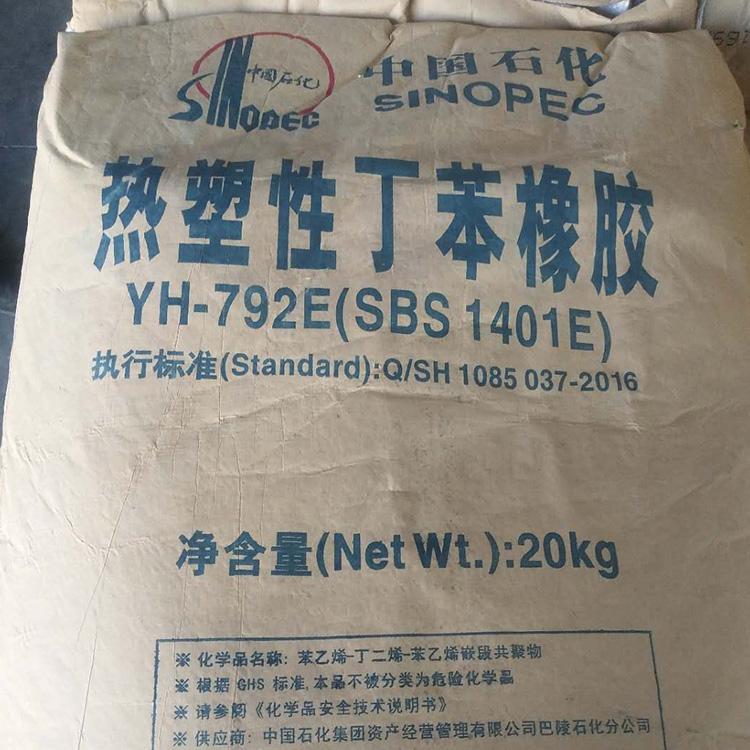 中国石化
SINOPEC
中国石化
SINOPEC
热塑性丁苯橡胶
YH-792E(SBS 1401E)
执行标准(Standard):Q/SH 1085 037-2016
净含量(Net Wt.):20kg
※ 化学品名称: 苯乙烯-丁二烯-苯乙烯嵌段共聚物
※ 根据 GHS 标准,本品不被分类为危险化学品
※ 请参阅《化学品安全技术说明书》
※ 供应商: 中国石化集团资产经营管理有限公司巴陵石化分公司